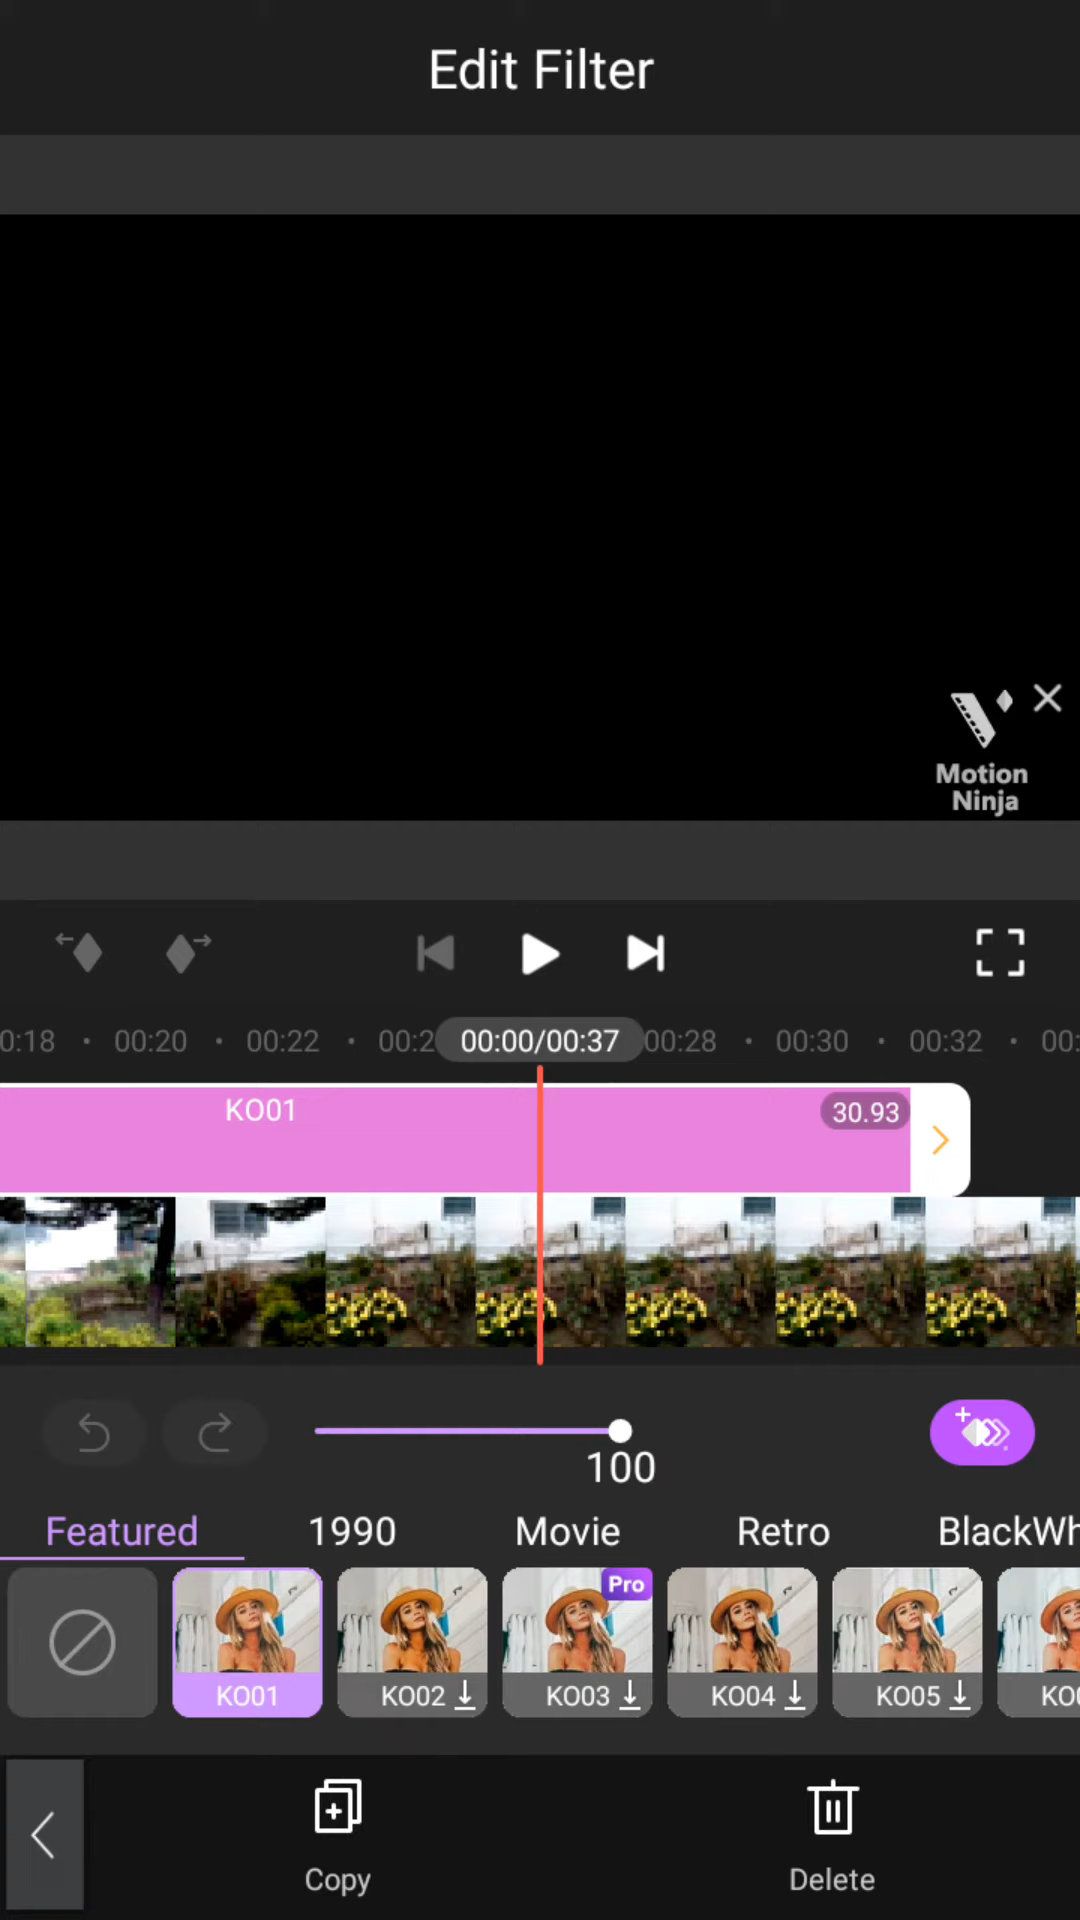 Edit Filter
Motion
Ninja
0:18 • 00:20 • 00:22 • 00:2 00:00/00:37 00:28 • 00:30 • 00:32 • 00:
KO01 30.93
100
Featured 1990 Movie Retro BlackWh
Pro
KO01 KO02 KO03 KO04 KO05 KO0
Copy Delete